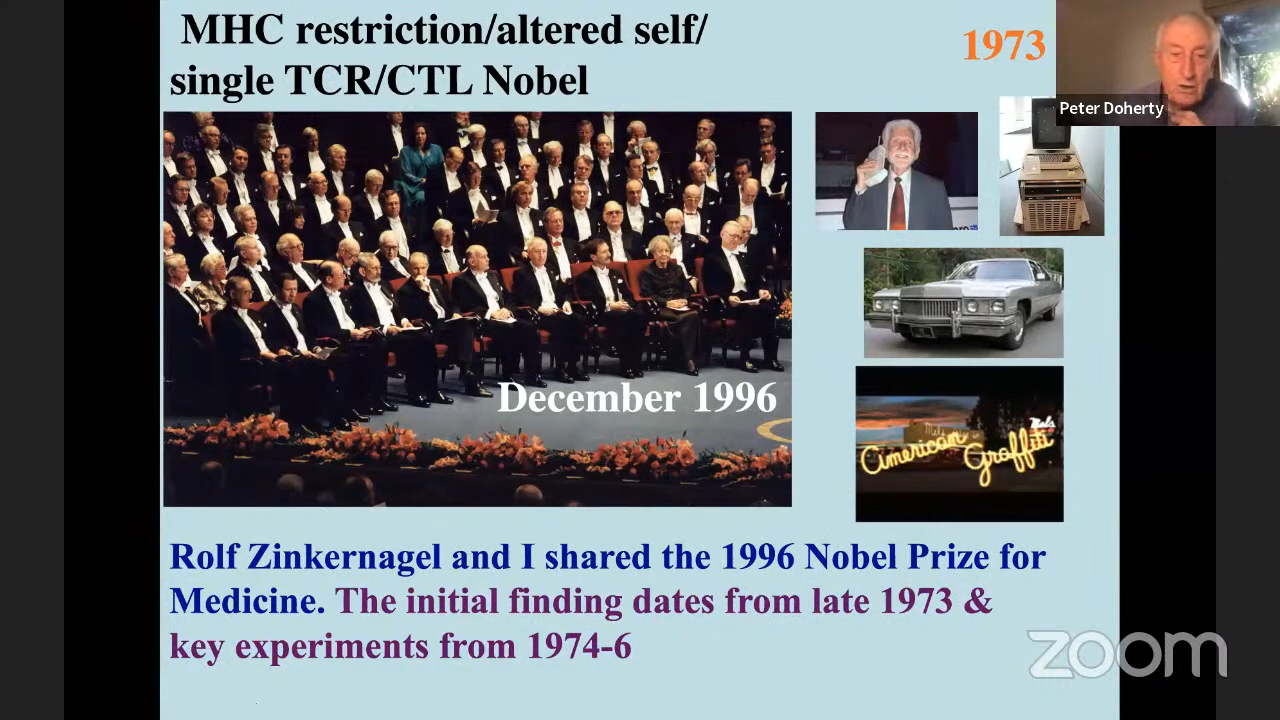 MHC restriction/altered self/
single TCR/CTL Nobel
1973
Peter Doherty
December 1996
Mel's
American
Graffiti
Rolf Zinkernagel and I shared the 1996 Nobel Prize for
Medicine. The initial finding dates from late 1973 &
key experiments from 1974-6
zoom